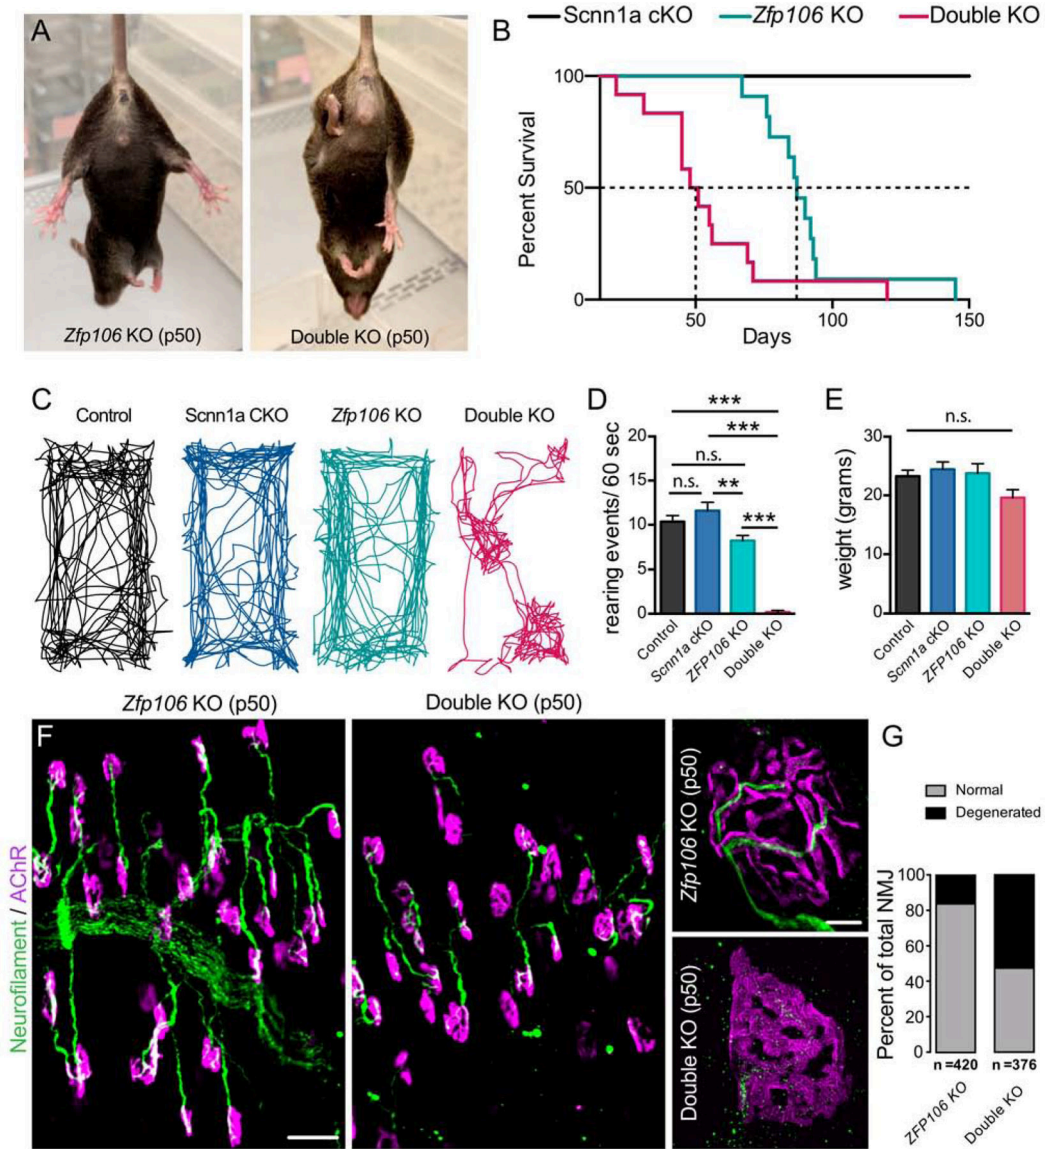 A
Zfp106 KO (p50)
Double KO (p50)
B
Scnn1a cKO
Zfp106 KO
Double KO
Percent Survival
100
50
0
50
100
150
Days
C
Control
Scnn1a CKO
Zfp106 KO
Double KO
D
rearing events/ 60 sec
20
15
10
5
0
***
***
n.s.
n.s.
**
***
Control
Scnn1a cKO
ZFP106 KO
Double KO
E
weight (grams)
30
20
10
0
n.s.
Control
Scnn1a cKO
ZFP106 KO
Double KO
F
Neurofilament / AChR
Zfp106 KO (p50)
Double KO (p50)
Zfp106 KO (p50)
Double KO (p50)
G
Normal
Degenerated
Percent of total NMJ
100
80
60
40
20
0
n =420
n =376
ZFP106 KO
Double KO